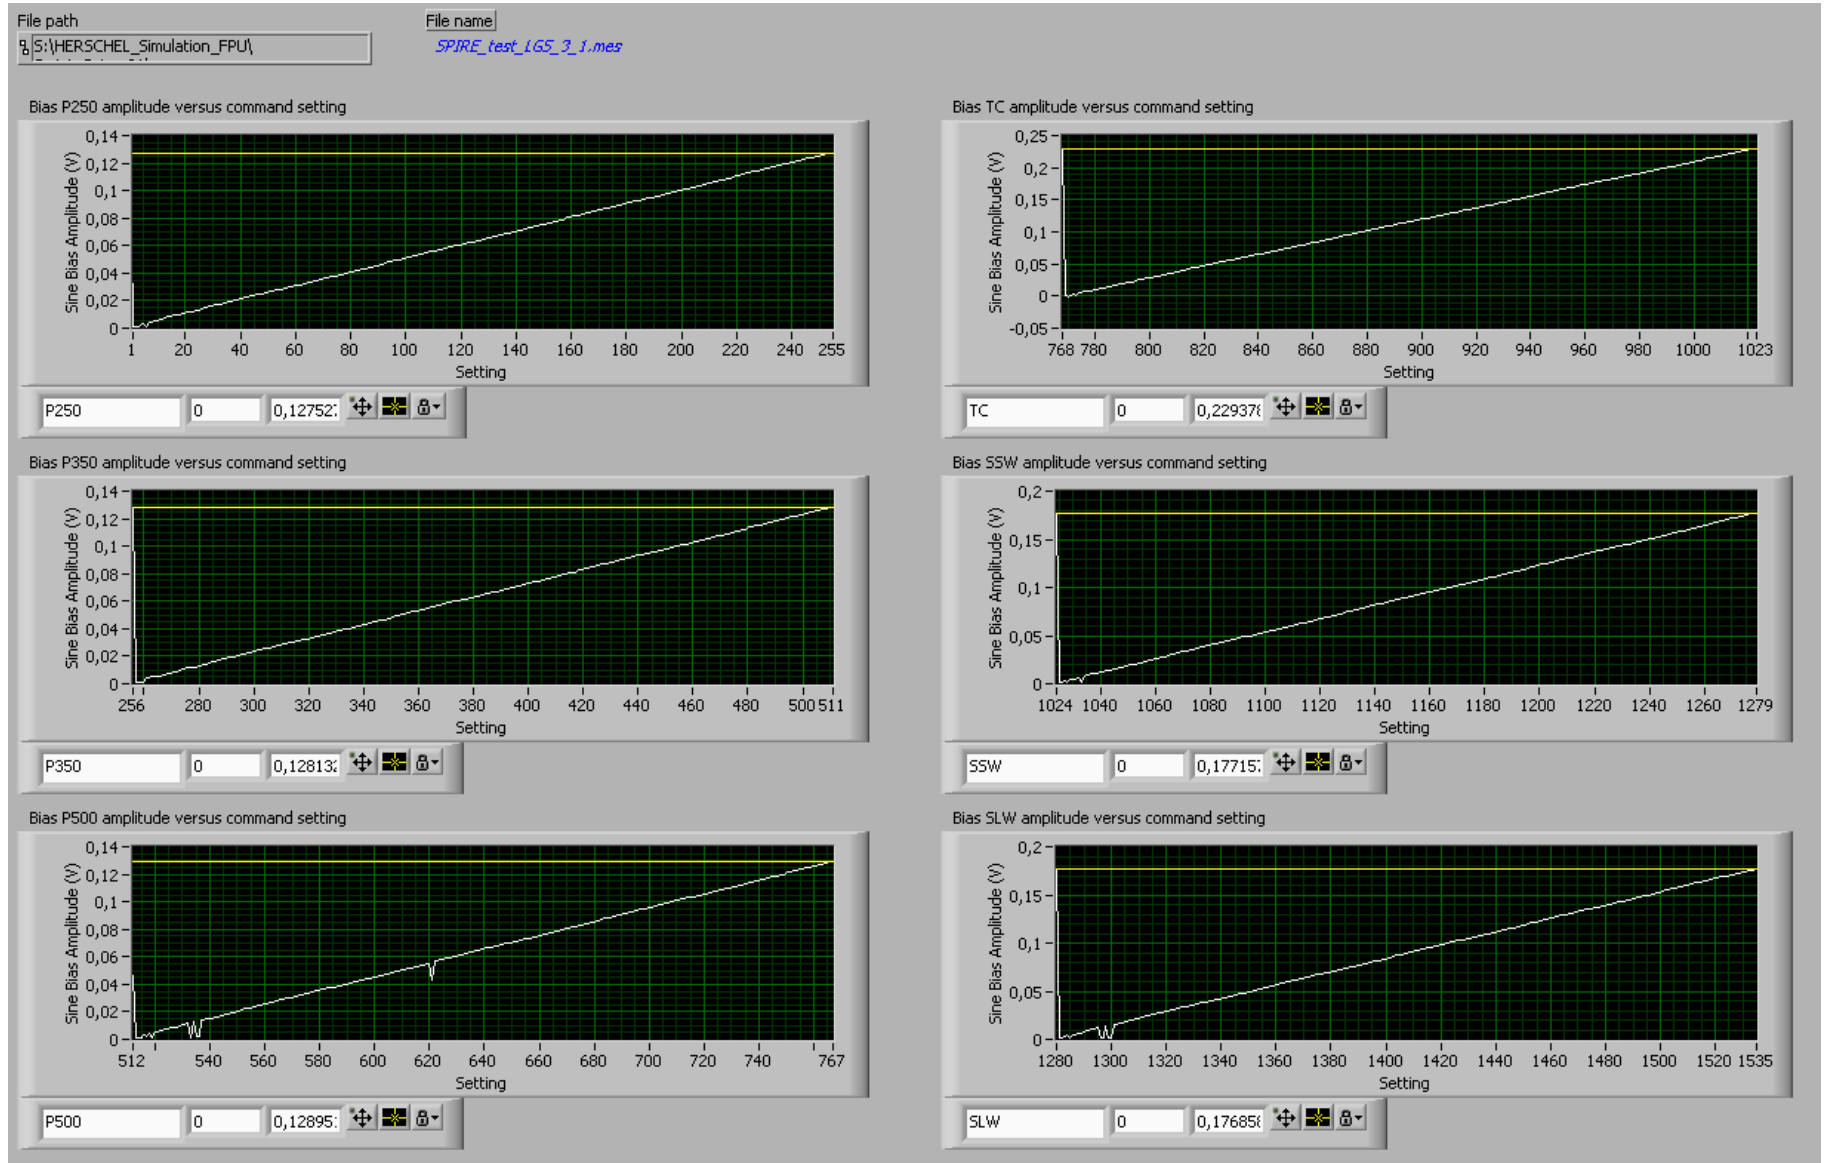 File path
File name
S:\HERSCHEL_Simulation_FPU\
SPIRE_test_LG5_3_1.mes
Bias P250 amplitude versus command setting
Sine Bias Amplitude (V)
0,14
0,12
0,1
0,08
0,06
0,04
0,02
0
1 20 40 60 80 100 120 140 160 180 200 220 240 255
Setting
P250 0 0,127527
Bias TC amplitude versus command setting
Sine Bias Amplitude (V)
0,25
0,2
0,15
0,1
0,05
0
-0,05
768 780 800 820 840 860 880 900 920 940 960 980 1000 1023
Setting
TC 0 0,229378
Bias P350 amplitude versus command setting
Sine Bias Amplitude (V)
0,14
0,12
0,1
0,08
0,06
0,04
0,02
0
256 280 300 320 340 360 380 400 420 440 460 480 500 511
Setting
P350 0 0,128132
Bias SSW amplitude versus command setting
Sine Bias Amplitude (V)
0,2
0,15
0,1
0,05
0
1024 1040 1060 1080 1100 1120 1140 1160 1180 1200 1220 1240 1260 1279
Setting
SSW 0 0,17715
Bias P500 amplitude versus command setting
Sine Bias Amplitude (V)
0,14
0,12
0,1
0,08
0,06
0,04
0,02
0
512 540 560 580 600 620 640 660 680 700 720 740 767
Setting
P500 0 0,12895
Bias SLW amplitude versus command setting
Sine Bias Amplitude (V)
0,2
0,15
0,1
0,05
0
1280 1300 1320 1340 1360 1380 1400 1420 1440 1460 1480 1500 1520 1535
Setting
SLW 0 0,176858